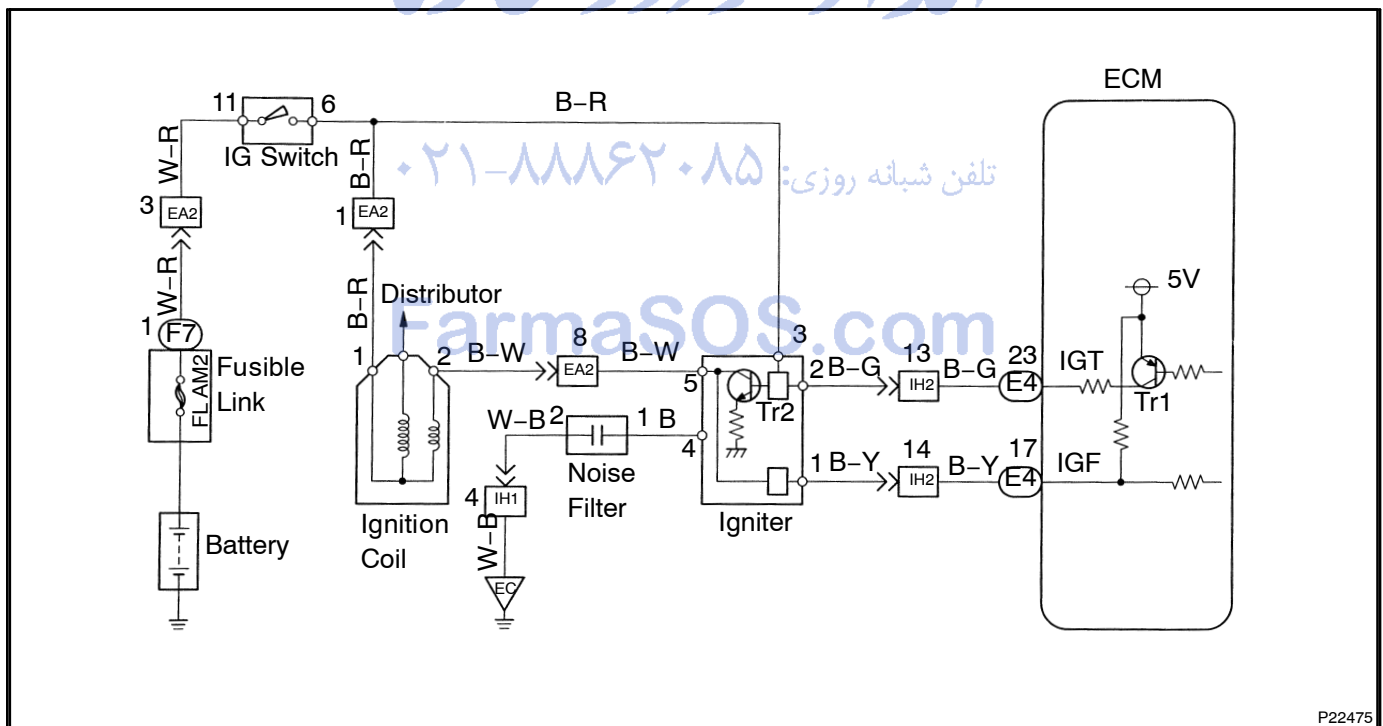 ECM
11
6
B–R
IG Switch
W–R
B–R
تلفن شبانه روزی: ۰۲۱-۸۸۸۶۲۰۸۵
3
EA2
1
EA2
W–R
B–R
5V
Distributor
FarmaSOS.com
1
F7
FL AM2
Fusible
Link
1
2
B–W
8
EA2
B–W
5
3
2
B–G
13
IH2
B–G
23
E4
IGT
Tr1
Tr2
W–B
2
1
B
4
Noise
Filter
1
B–Y
14
IH2
B–Y
17
E4
IGF
4
IH1
Igniter
Ignition
Coil
W–B
Battery
EC
P22475